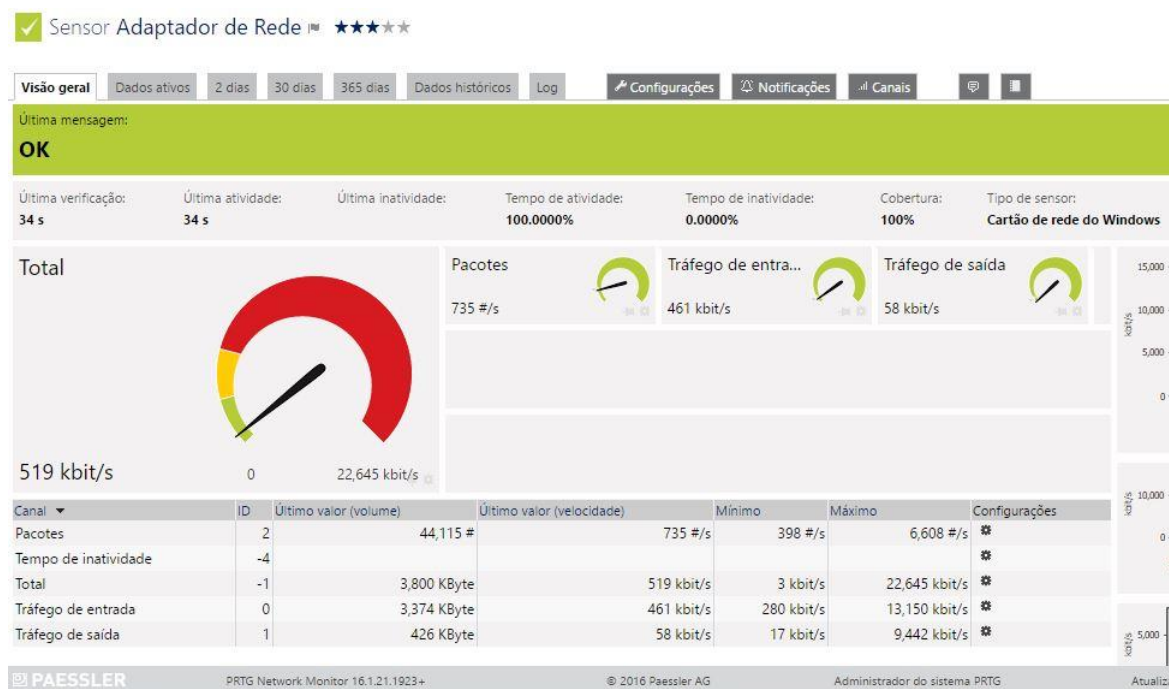 Sensor Adaptador de Rede
Visão geral Dados ativos 2 dias 30 dias 365 dias Dados históricos Log Configurações Notificações Canais
Última mensagem:
OK
Última verificação: Última atividade: Última inatividade: Tempo de atividade: Tempo de inatividade: Cobertura: Tipo de sensor:
34 s 34 s 100.0000% 0.0000% 100% Cartão de rede do Windows
Total
519 kbit/s
0 22,645 kbit/s
Pacotes
735 #/s
Tráfego de entra...
461 kbit/s
Tráfego de saída
58 kbit/s
15,000
10,000
5,000
0
kbit/s
Canal ID Último valor (volume) Último valor (velocidade) Mínimo Máximo Configurações
Pacotes 2 44,115 # 735 #/s 398 #/s 6,608 #/s
Tempo de inatividade -4
Total -1 3,800 KByte 519 kbit/s 3 kbit/s 22,645 kbit/s
Tráfego de entrada 0 3,374 KByte 461 kbit/s 280 kbit/s 13,150 kbit/s
Tráfego de saída 1 426 KByte 58 kbit/s 17 kbit/s 9,442 kbit/s
10,000
0
kbit/s
5,000
kbit/s
PAESSLER PRTG Network Monitor 16.1.21.1923+ © 2016 Paessler AG Administrador do sistema PRTG